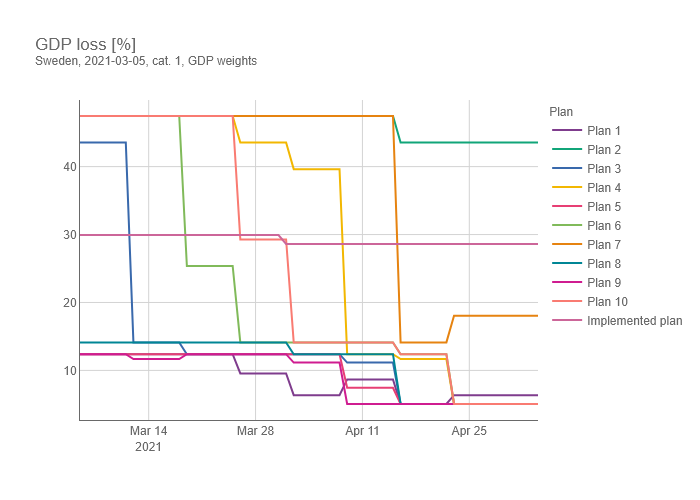 GDP loss [%]
Sweden, 2021-03-05, cat. 1, GDP weights
Plan
Plan 1
Plan 2
Plan 3
Plan 4
Plan 5
Plan 6
Plan 7
Plan 8
Plan 9
Plan 10
Implemented plan
40
30
20
10
Mar 14
2021
Mar 28
Apr 11
Apr 25